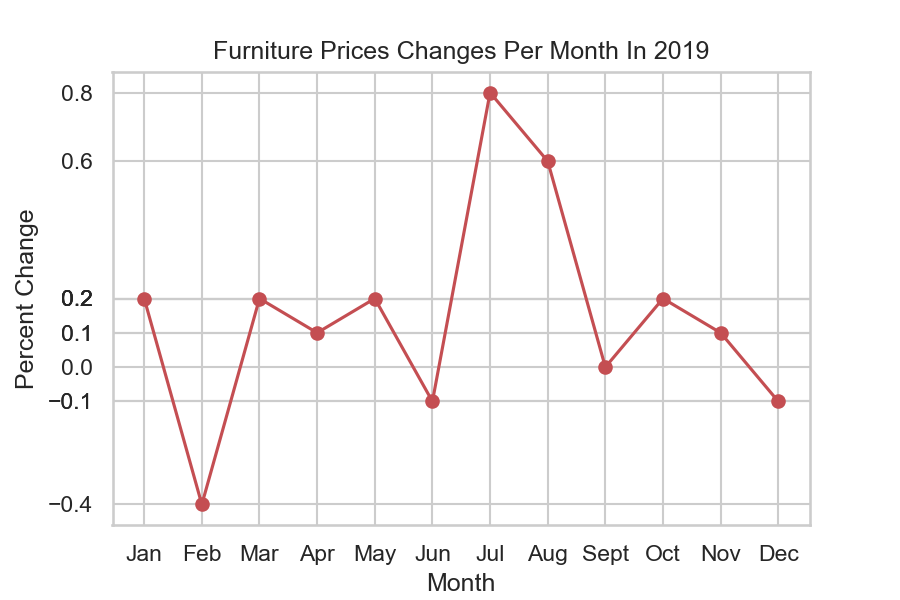 Furniture Prices Changes Per Month In 2019
0.8
0.6
0.2
0.1
0.0
−0.1
−0.4
Percent Change
Jan Feb Mar Apr May Jun Jul Aug Sept Oct Nov Dec
Month